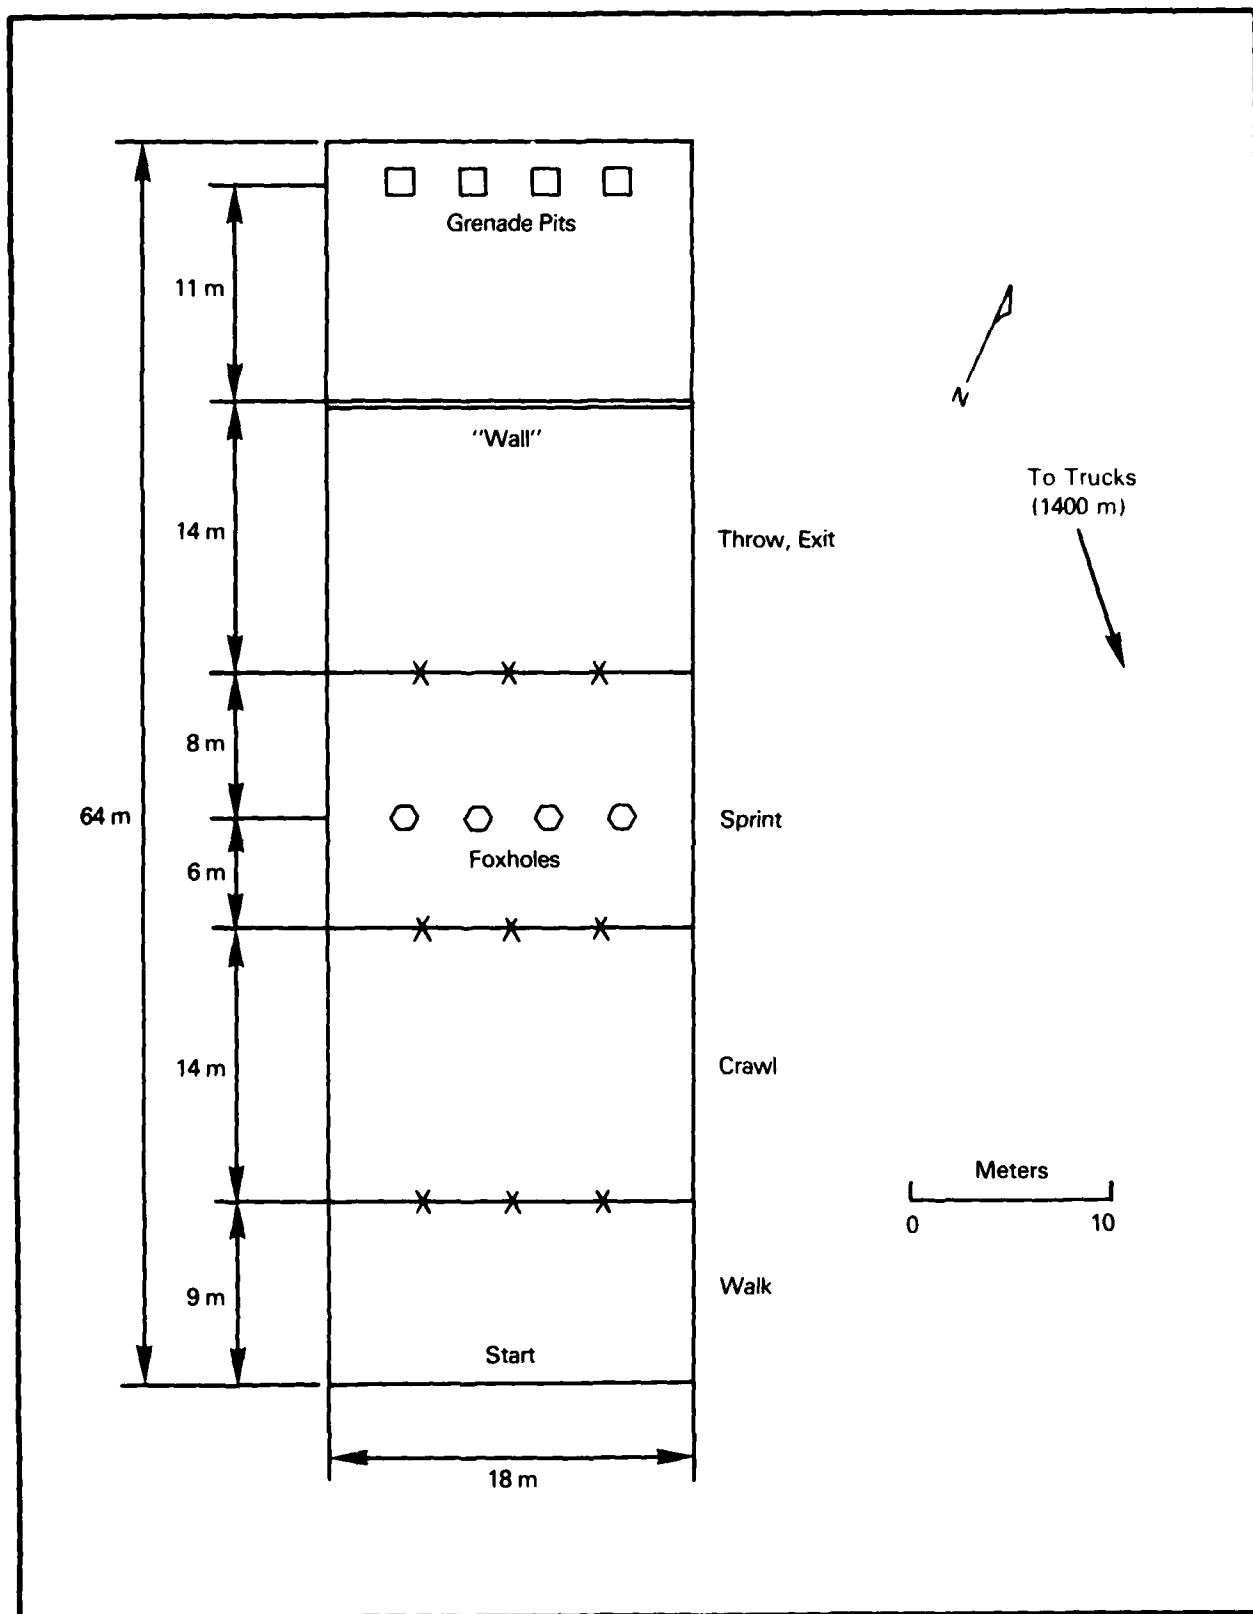 Grenade Pits
11 m
N
"Wall"
To Trucks
(1400 m)
14 m
Throw, Exit
8 m
64 m
Sprint
Foxholes
6 m
14 m
Crawl
Meters
0 10
9 m
Walk
Start
18 m